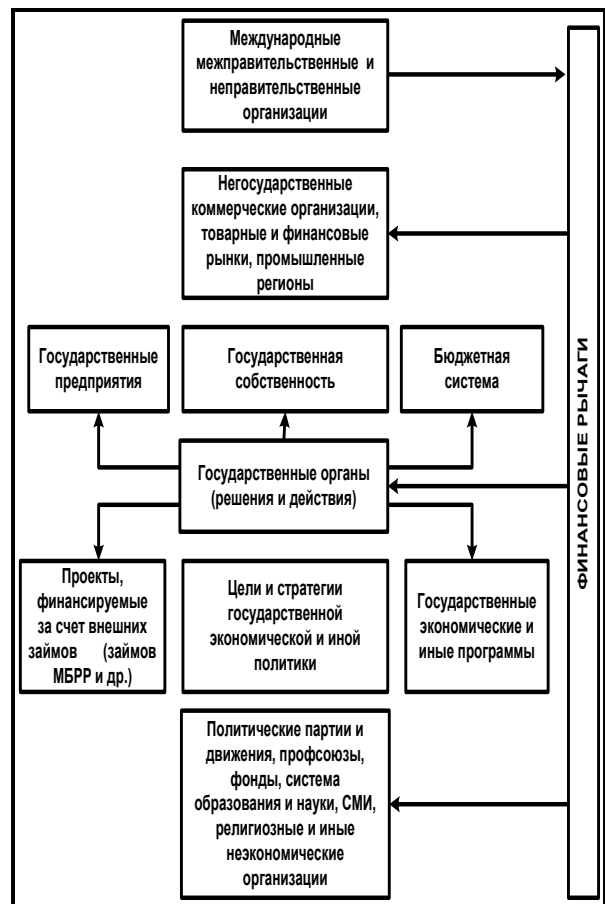 Международные
межправительственные и
неправительственные
организации
Негосударственные
коммерческие организации,
товарные и финансовые
рынки, промышленные
регионы
Государственные
предприятия
Государственная
собственность
Бюджетная
система
Государственные органы
(решения и действия)
Проекты,
финансируемые
за счет внешних
займов (займов
МБРР и др.)
Цели и стратегии
государственной
экономической и иной
политики
Государственные
экономические и
иные программы
Политические партии и
движения, профсоюзы,
фонды, система
образования и науки, СМИ,
религиозные и иные
неэкономические
организации
ФИНАНСОВЫЕ РЫЧАГИ